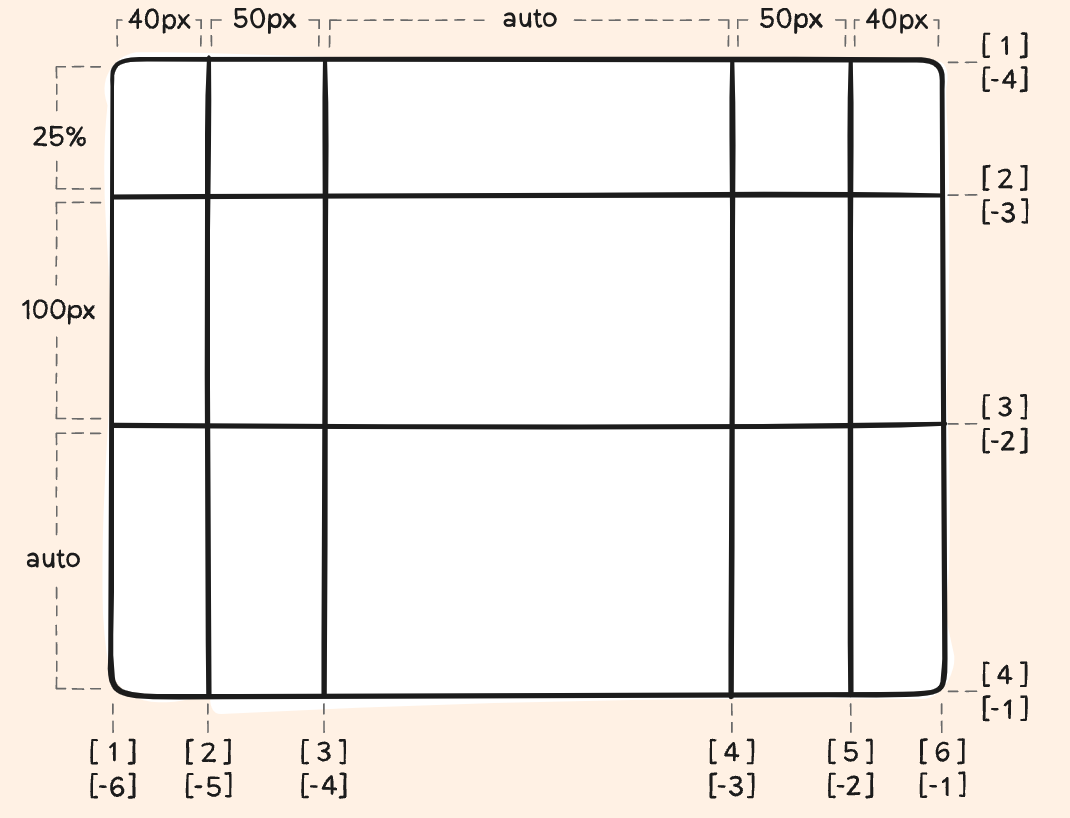 40px 50px auto 50px 40px
[1]
[-4]
25%
[2]
[-3]
100px
[3]
[-2]
auto
[4]
[-1]
[1] [2] [3] [4] [5] [6]
[-6] [-5] [-4] [-3] [-2] [-1]